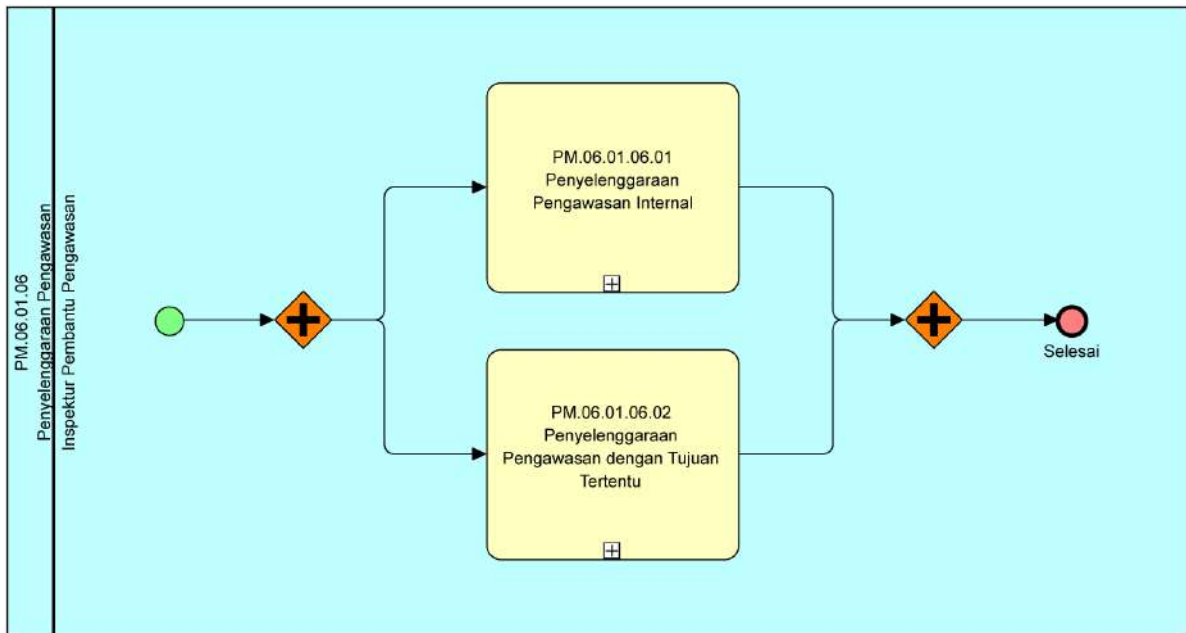 PM.06.01.06
Penyelenggaraan Pengawasan
Inspektur Pembantu Pengawasan
PM.06.01.06.01
Penyelenggaraan
Pengawasan Internal
PM.06.01.06.02
Penyelenggaraan
Pengawasan dengan Tujuan
Tertentu
Selesai